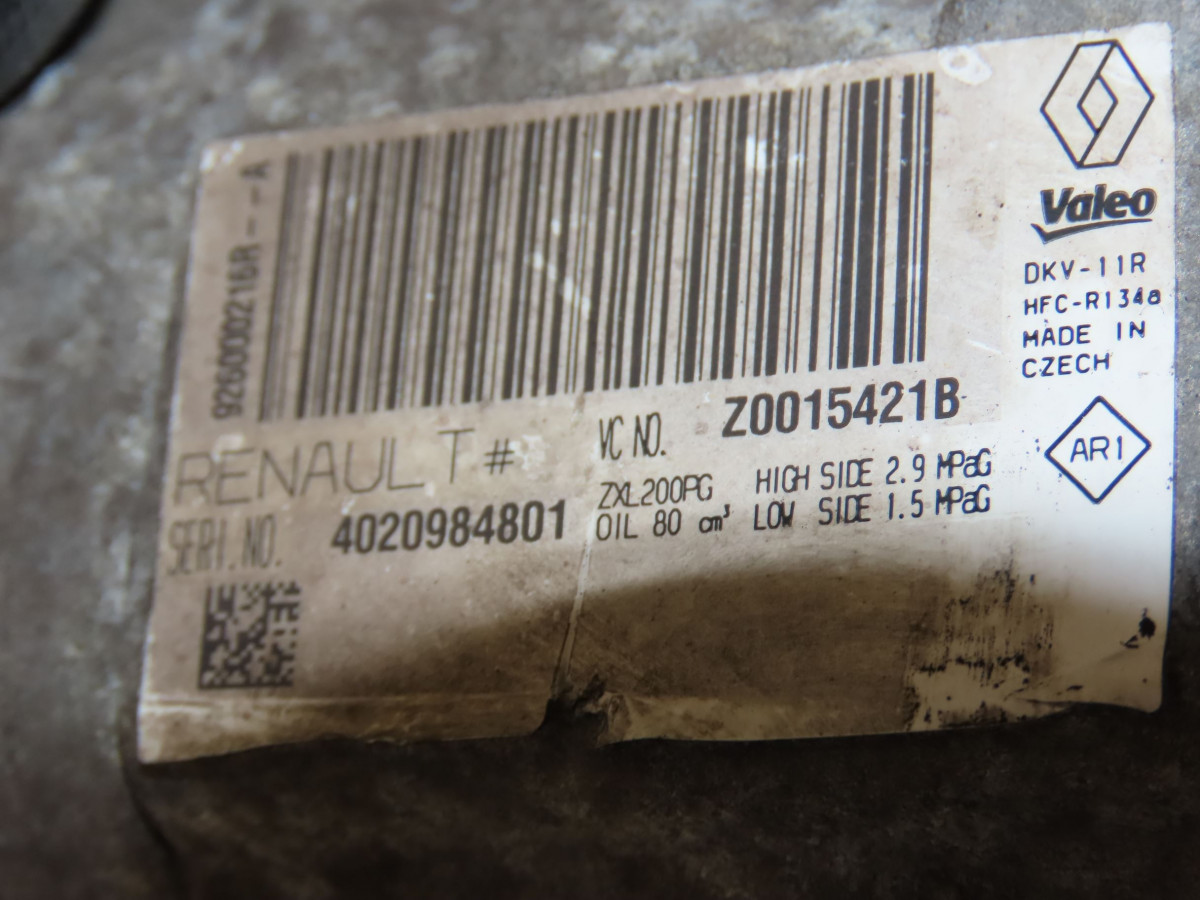 926000216R--A
RENAULT #
SERI.NO. 4020984801
VC NO. Z0015421B
ZXL200PG HIGH SIDE 2.9 MPaG
OIL 80 cm³ LOW SIDE 1.5 MPaG
Valeo
DKV-11R
HFC-R134a
MADE IN
CZECH
AR1